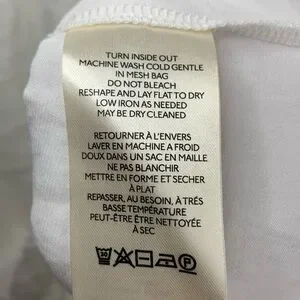 TURN INSIDE OUT
MACHINE WASH COLD GENTLE
IN MESH BAG
DO NOT BLEACH
RESHAPE AND LAY FLAT TO DRY
LOW IRON AS NEEDED
MAY BE DRY CLEANED
RETOURNER À L'ENVERS
LAVER EN MACHINE A FROID
DOUX DANS UN SAC EN MAILLE
NE PAS BLANCHIR
METTRE EN FORME ET SECHER
À PLAT
REPASSER, AU BESOIN, À TRÈS
BASSE TEMPÉRATURE
PEUT-ÊTRE ÊTRE NETTOYÉE
À SEC
30 P